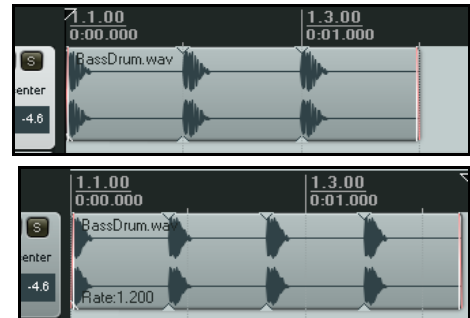 1.1.00 1.3.00
0:00.000 0:01.000
S BassDrum.wav
enter
-4.6
1.1.00 1.3.00
0:00.000 0:01.000
BassDrum.wav
S
enter
-4.6
Rate:1.200